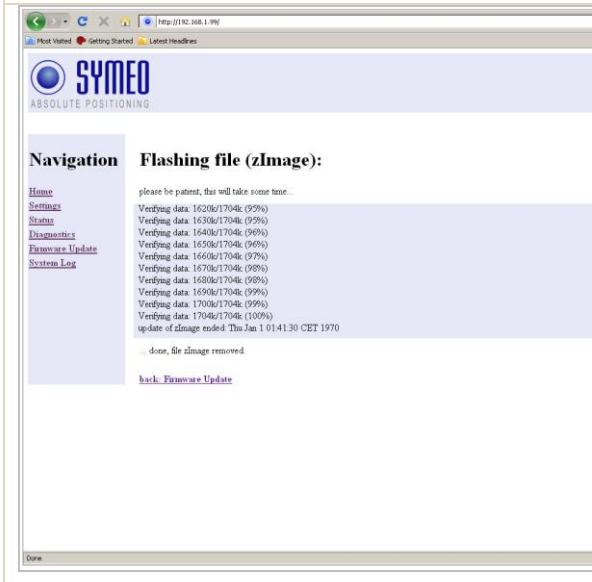 http://192.168.1.99/
Most Visited Getting Started Latest Headlines
SYMEO
ABSOLUTE POSITIONING
Navigation
Home
Settings
Status
Diagnostics
Firmware Update
System Log
Flashing file (zImage):
please be patient, this will take some time...
Verifying data: 1620k/1704k (95%)
Verifying data: 1630k/1704k (95%)
Verifying data: 1640k/1704k (96%)
Verifying data: 1650k/1704k (96%)
Verifying data: 1660k/1704k (97%)
Verifying data: 1670k/1704k (98%)
Verifying data: 1680k/1704k (98%)
Verifying data: 1690k/1704k (99%)
Verifying data: 1700k/1704k (99%)
Verifying data: 1704k/1704k (100%)
update of zImage ended: Thu Jan 1 01:41:30 CET 1970
... done, file zImage removed.
back: Firmware Update
Done